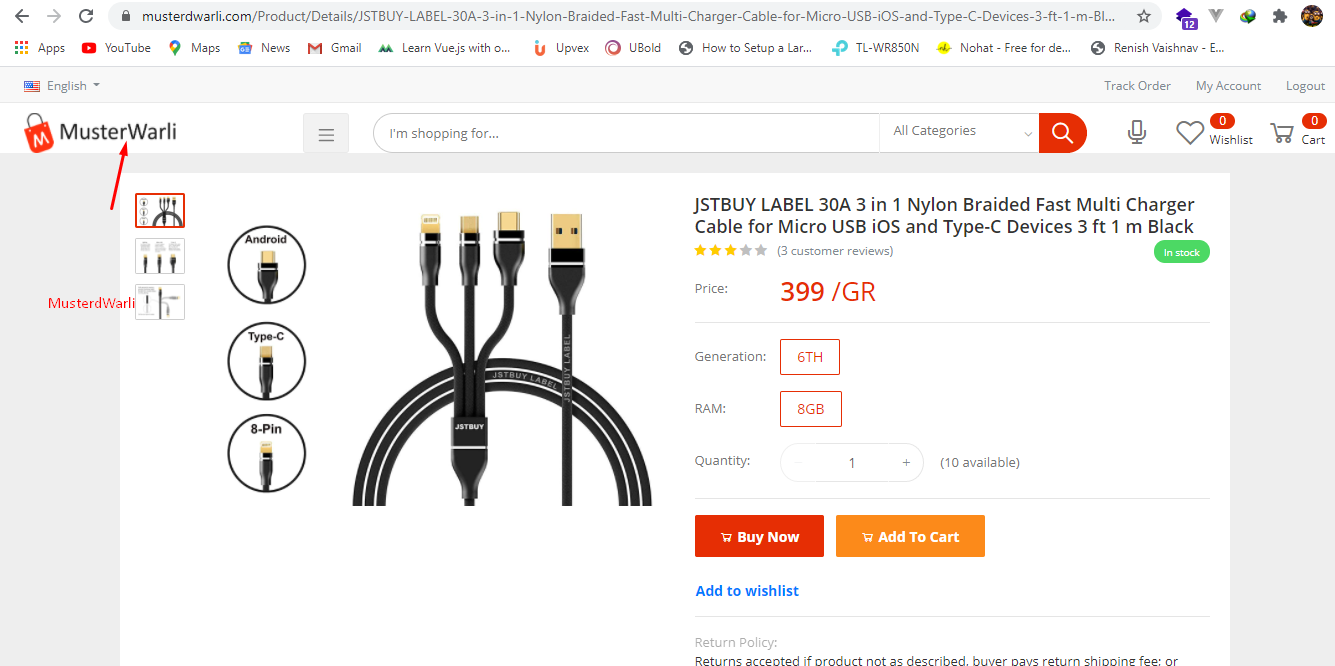 musterdwarli.com/Product/Details/JSTBUY-LABEL-30A-3-in-1-Nylon-Braided-Fast-Multi-Charger-Cable-for-Micro-USB-iOS-and-Type-C-Devices-3-ft-1-m-Bl...
12
Apps YouTube Maps News Gmail Learn Vue.js with o... Upvex UBold How to Setup a Lar... TL-WR850N Nohat - Free for de... Renish Vaishnav - E...
English Track Order My Account Logout
MusterWarli I'm shopping for... All Categories 0 Wishlist 0 Cart
JSTBUY LABEL 30A 3 in 1 Nylon Braided Fast Multi Charger
Cable for Micro USB iOS and Type-C Devices 3 ft 1 m Black
(3 customer reviews)
In stock
Android
Price: 399 /GR
MusterdWarli
Type-C
Generation: 6TH
JSTBUY LABEL
JSTBUY LABEL
RAM: 8GB
8-Pin
JSTBUY
Quantity: - 1 + (10 available)
Buy Now Add To Cart
Add to wishlist
Return Policy:
Returns accepted if product not as described, buyer pays return shipping fee; or